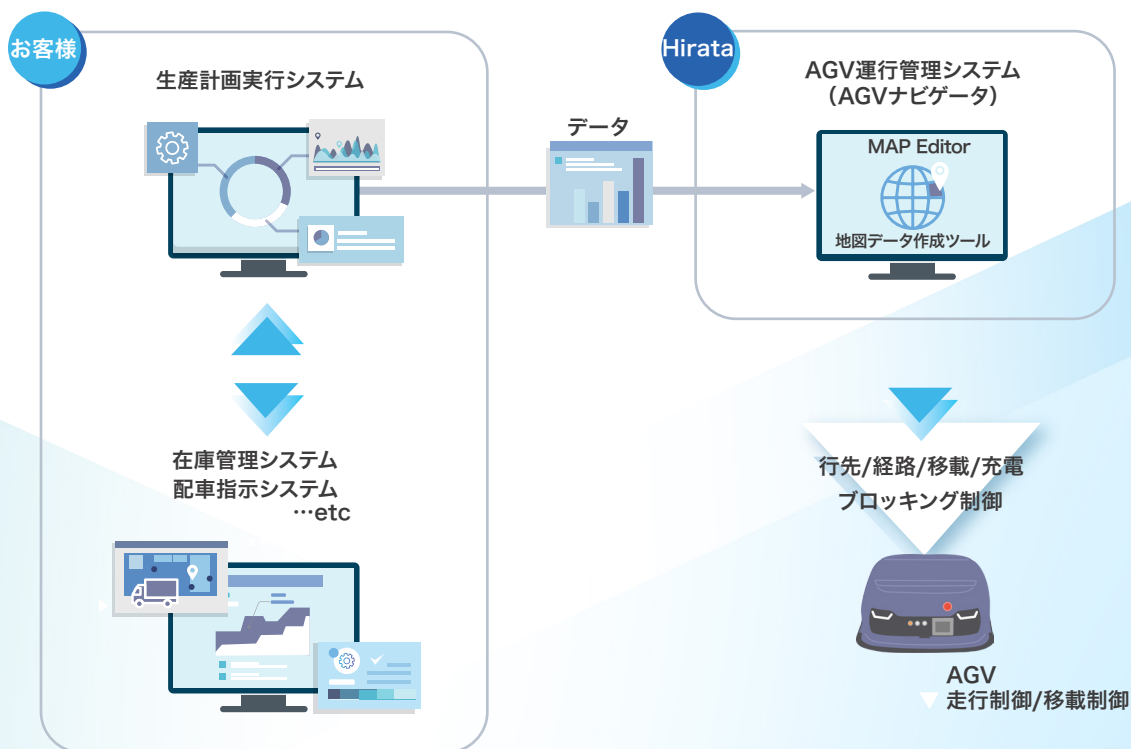 お客様
生産計画実行システム
データ
Hirata
AGV運行管理システム
（AGVナビゲータ）
MAP Editor
地図データ作成ツール
在庫管理システム
配車指示システム
…etc
行先/経路/移載/充電
ブロッキング制御
AGV
走行制御/移載制御